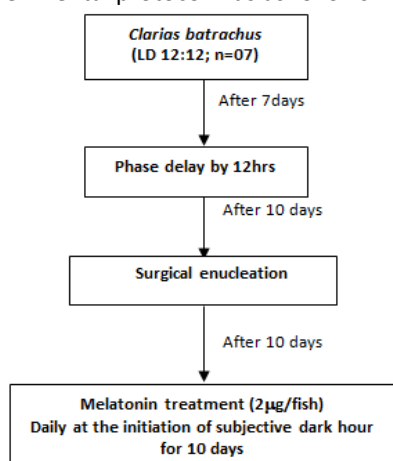 Clarias batrachus
(LD 12:12; n=07)
After 7days
Phase delay by 12hrs
After 10 days
Surgical enucleation
After 10 days
Melatonin treatment (2µg/fish)
Daily at the initiation of subjective dark hour
for 10 days